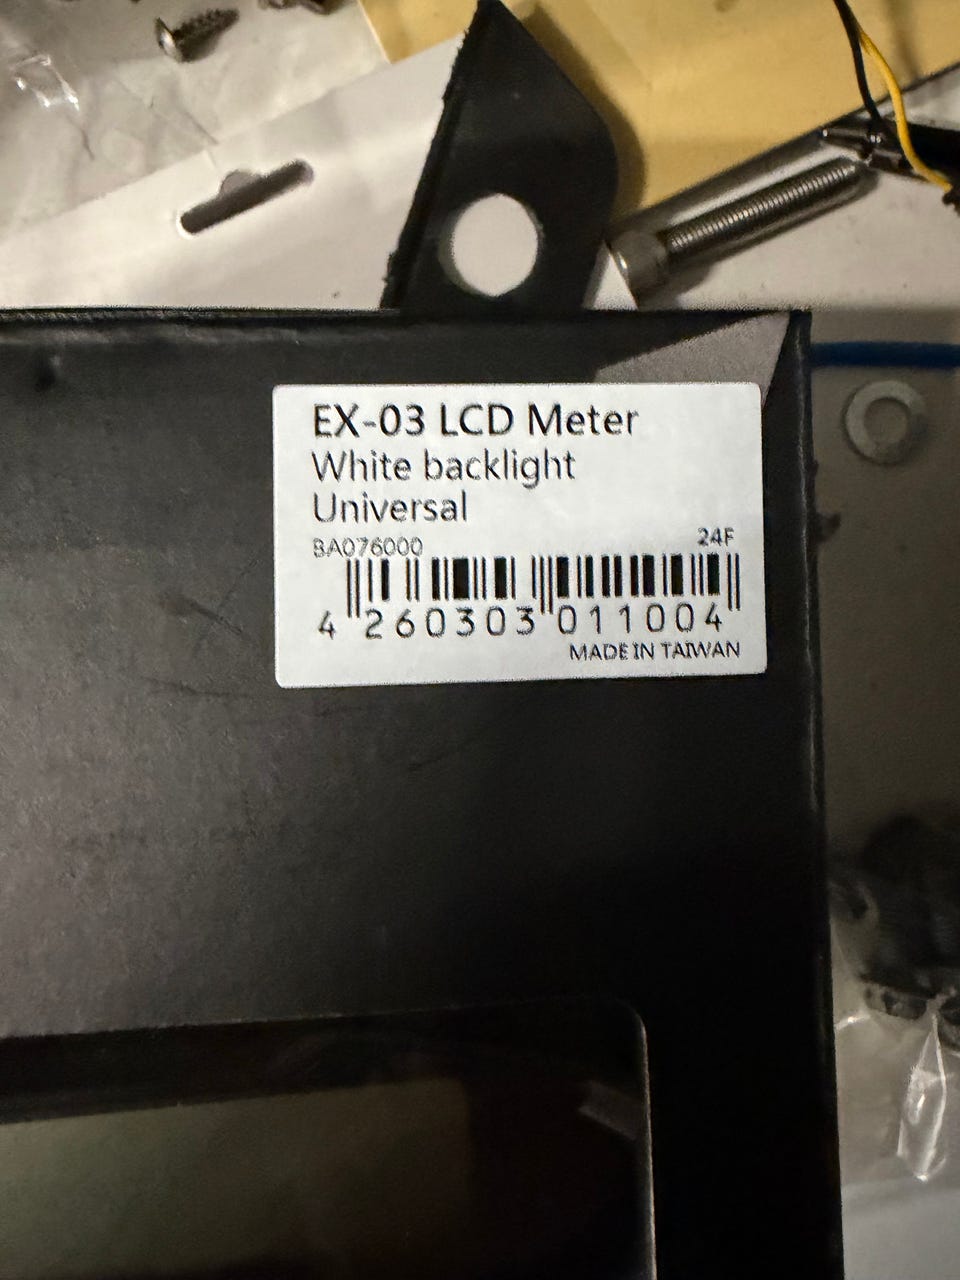 EX-03 LCD Meter
White backlight
Universal
BA076000 24F
4 260303 011004
MADE IN TAIWAN